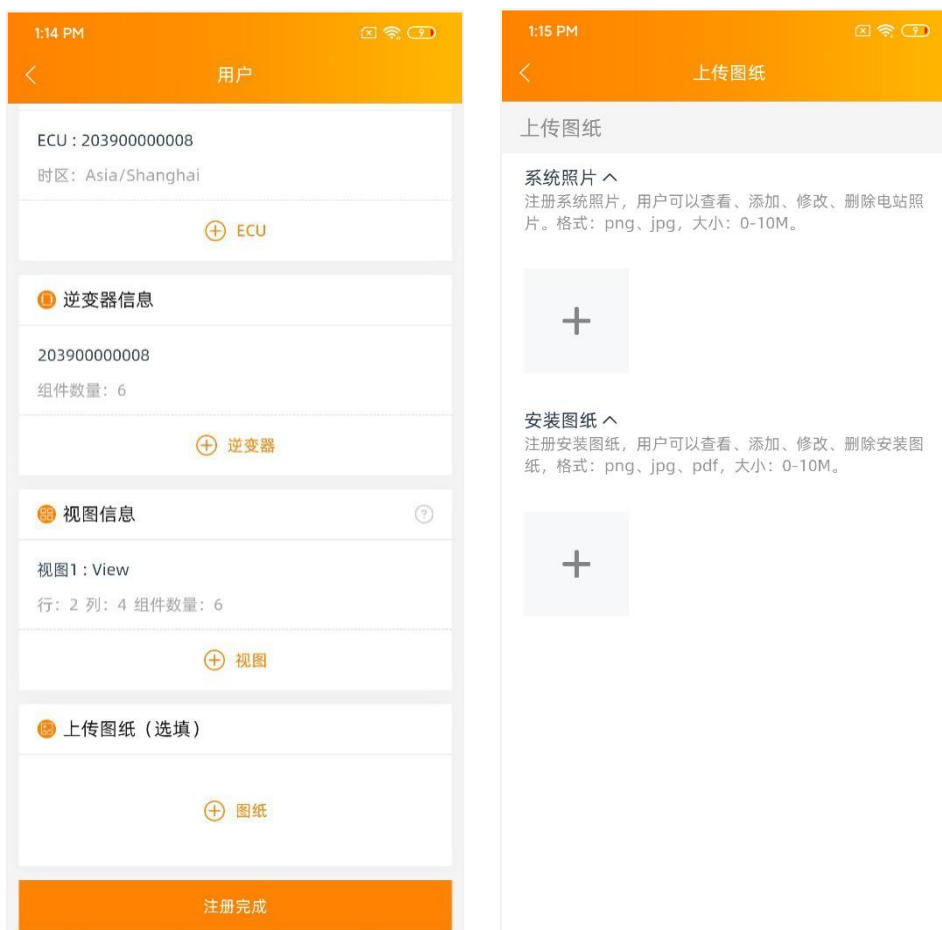 1:14 PM
9
用户
ECU : 203900000008
时区：Asia/Shanghai
ECU
逆变器信息
203900000008
组件数量：6
逆变器
视图信息
?
视图1 : View
行：2 列：4 组件数量：6
视图
上传图纸（选填）
图纸
注册完成
1:15 PM
9
上传图纸
上传图纸
系统照片
注册系统照片，用户可以查看、添加、修改、删除电站照
片。格式：png、jpg，大小：0-10M。
安装图纸
注册安装图纸，用户可以查看、添加、修改、删除安装图
纸，格式：png、jpg、pdf，大小：0-10M。